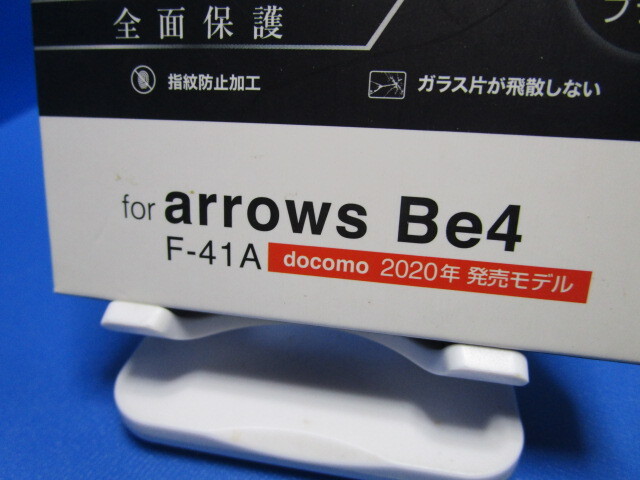 全面保護
指紋防止加工
ガラス片が飛散しない
for arrows Be4
F-41A docomo 2020年 発売モデル